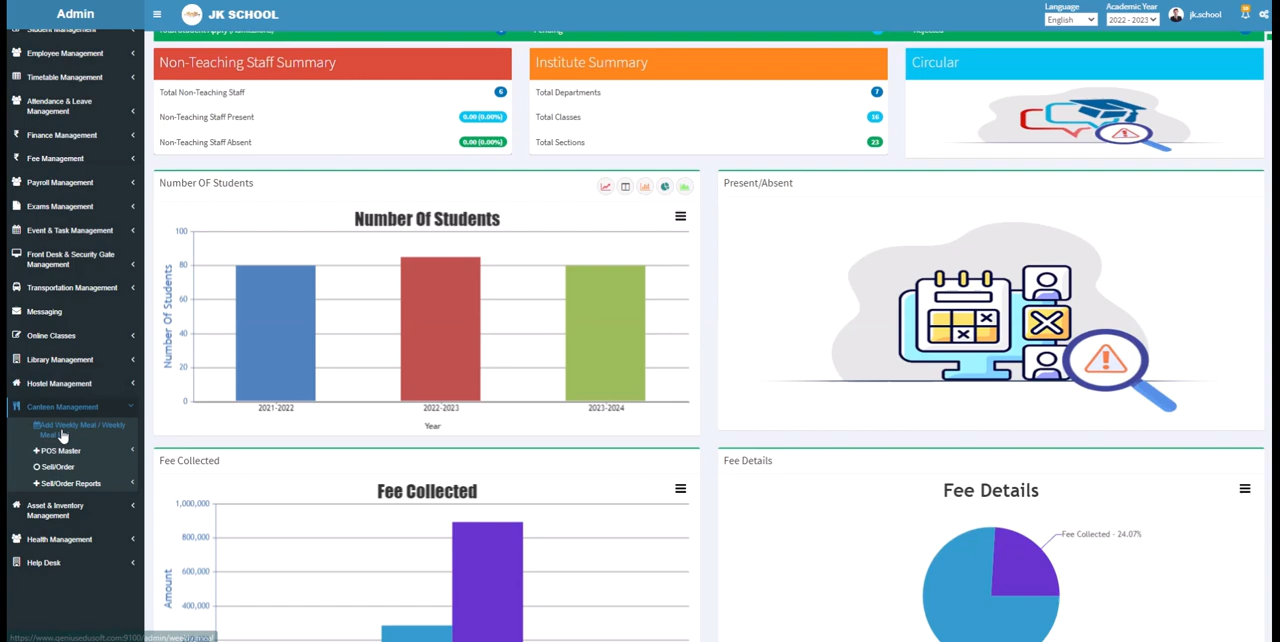 Admin
JK SCHOOL
Language
English
Academic Year
2022 - 2023
jk.school
Student Management
Employee Management
Timetable Management
Attendance & Leave
Management
Finance Management
Fee Management
Payroll Management
Exams Management
Event & Task Management
Front Desk & Security Gate
Management
Transportation Management
Messaging
Online Classes
Library Management
Hostel Management
Canteen Management
Add Weekly Meal / Weekly
Meal
POS Master
Sell/Order
Sell/Order Reports
Asset & Inventory
Management
Health Management
Help Desk
Non-Teaching Staff Summary
Total Non-Teaching Staff 6
Non-Teaching Staff Present 0.00 (0.00%)
Non-Teaching Staff Absent 0.00 (0.00%)
Institute Summary
Total Departments 7
Total Classes 16
Total Sections 23
Circular
Number OF Students
Number Of Students
Number Of Students
100
80
60
40
20
0
2021-2022 2022-2023 2023-2024
Year
Present/Absent
Fee Collected
Fee Collected
Amount
1,000,000
800,000
600,000
400,000
Fee Details
Fee Details
Fee Collected - 24.07%